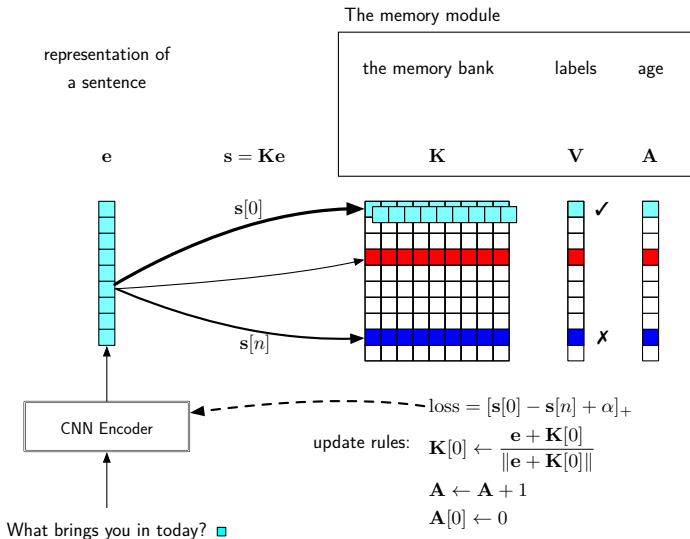 The memory module
representation of
a sentence
the memory bank labels age
e s = Ke K V A
s[0]
✓
s[n]
✗
CNN Encoder
loss = [s[0] − s[n] + α]₊
update rules: K[0] ← (e + K[0]) / ‖e + K[0]‖
A ← A + 1
A[0] ← 0
What brings you in today?